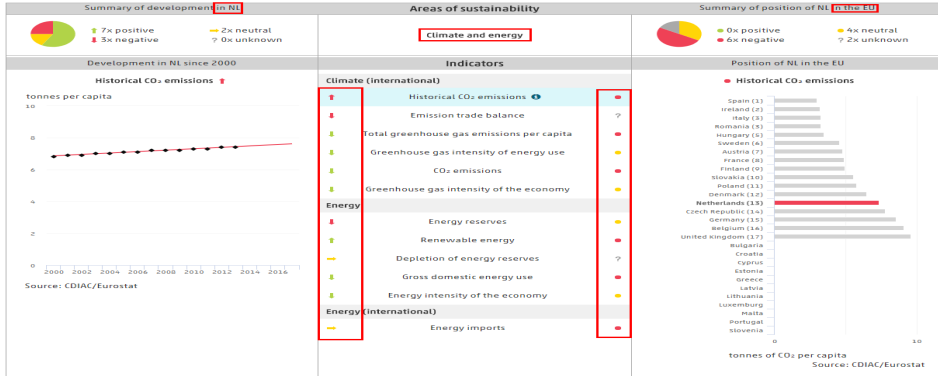 Summary of development in NL
7x positive
2x neutral
3x negative
? 0x unknown
Development in NL since 2000
Historical CO₂ emissions
tonnes per capita
10
8
6
4
2
0
2000 2002 2004 2006 2008 2010 2012 2014 2016
Source: CDIAC/Eurostat
Areas of sustainability
Climate and energy
Indicators
Climate (international)
Historical CO₂ emissions i
Emission trade balance ?
Total greenhouse gas emissions per capita
Greenhouse gas intensity of energy use
CO₂ emissions
Greenhouse gas intensity of the economy
Energy
Energy reserves
Renewable energy
Depletion of energy reserves ?
Gross domestic energy use
Energy intensity of the economy
Energy (international)
Energy imports
Summary of position of NL in the EU
0x positive
4x neutral
6x negative
? 2x unknown
Position of NL in the EU
Historical CO₂ emissions
Spain (1)
Ireland (2)
Italy (3)
Romania (3)
Hungary (5)
Sweden (6)
Austria (7)
France (8)
Finland (9)
Slovakia (10)
Poland (11)
Denmark (12)
Netherlands (13)
Czech Republic (14)
Germany (15)
Belgium (16)
United Kingdom (17)
Bulgaria
Croatia
Cyprus
Estonia
Greece
Latvia
Lithuania
Luxemburg
Malta
Portugal
Slovenia
0 10
tonnes of CO₂ per capita
Source: CDIAC/Eurostat